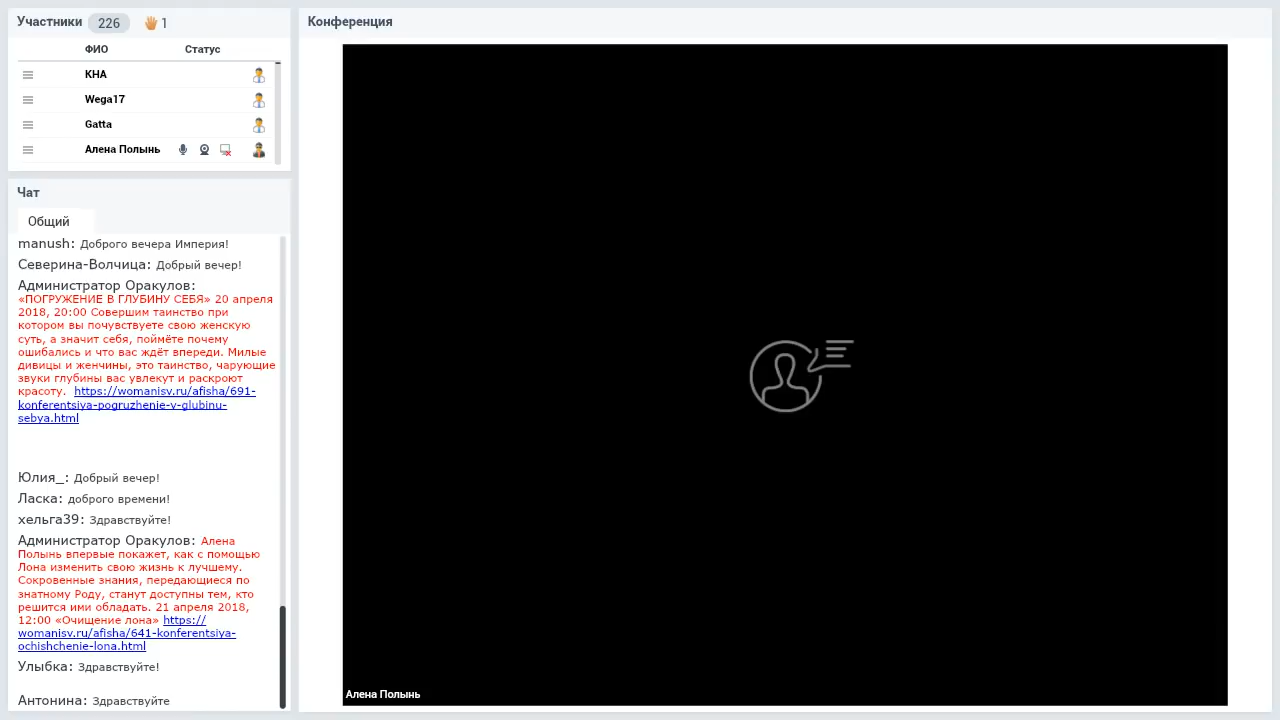 Участники 226 1
ФИО Статус
КНА
Wega17
Gatta
Алена Полынь
Чат
Общий
manush: Доброго вечера Империя!
Северина-Волчица: Добрый вечер!
Администратор Оракулов:
«ПОГРУЖЕНИЕ В ГЛУБИНУ СЕБЯ» 20 апреля
2018, 20:00 Совершим таинство при
котором вы почувствуете свою женскую
суть, а значит себя, поймёте почему
ошибались и что вас ждёт впереди. Милые
дивицы и женчины, это таинство, чарующие
звуки глубины вас увлекут и раскроют
красоту. https://womanisv.ru/afisha/691-
konferentsiya-pogruzhenie-v-glubinu-
sebya.html
Юлия_: Добрый вечер!
Ласка: доброго времени!
хельга39: Здравствуйте!
Администратор Оракулов: Алена
Полынь впервые покажет, как с помощью
Лона изменить свою жизнь к лучшему.
Сокровенные знания, передающиеся по
знатному Роду, станут доступны тем, кто
решится ими обладать. 21 апреля 2018,
12:00 «Очищение лона» https://
womanisv.ru/afisha/641-konferentsiya-
ochishchenie-lona.html
Улыбка: Здравствуйте!
Антонина: Здравствуйте
Конференция
Алена Полынь